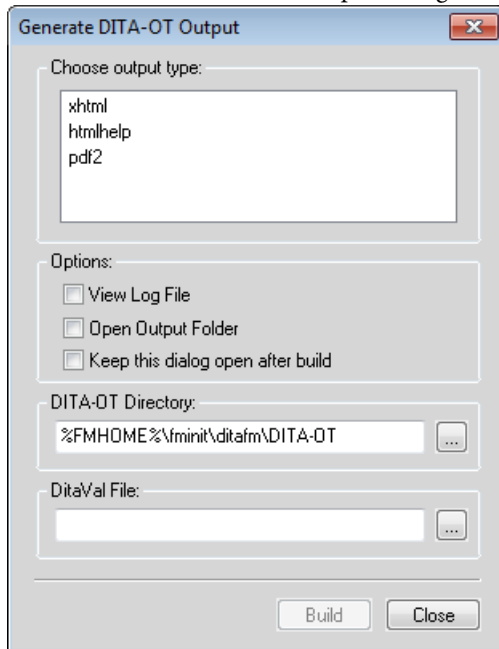 Generate DITA-OT Output
Choose output type:
xhtml
htmlhelp
pdf2
Options:
View Log File
Open Output Folder
Keep this dialog open after build
DITA-OT Directory:
%FMHOME%\fminit\ditafm\DITA-OT
...
DitaVal File:
...
Build
Close